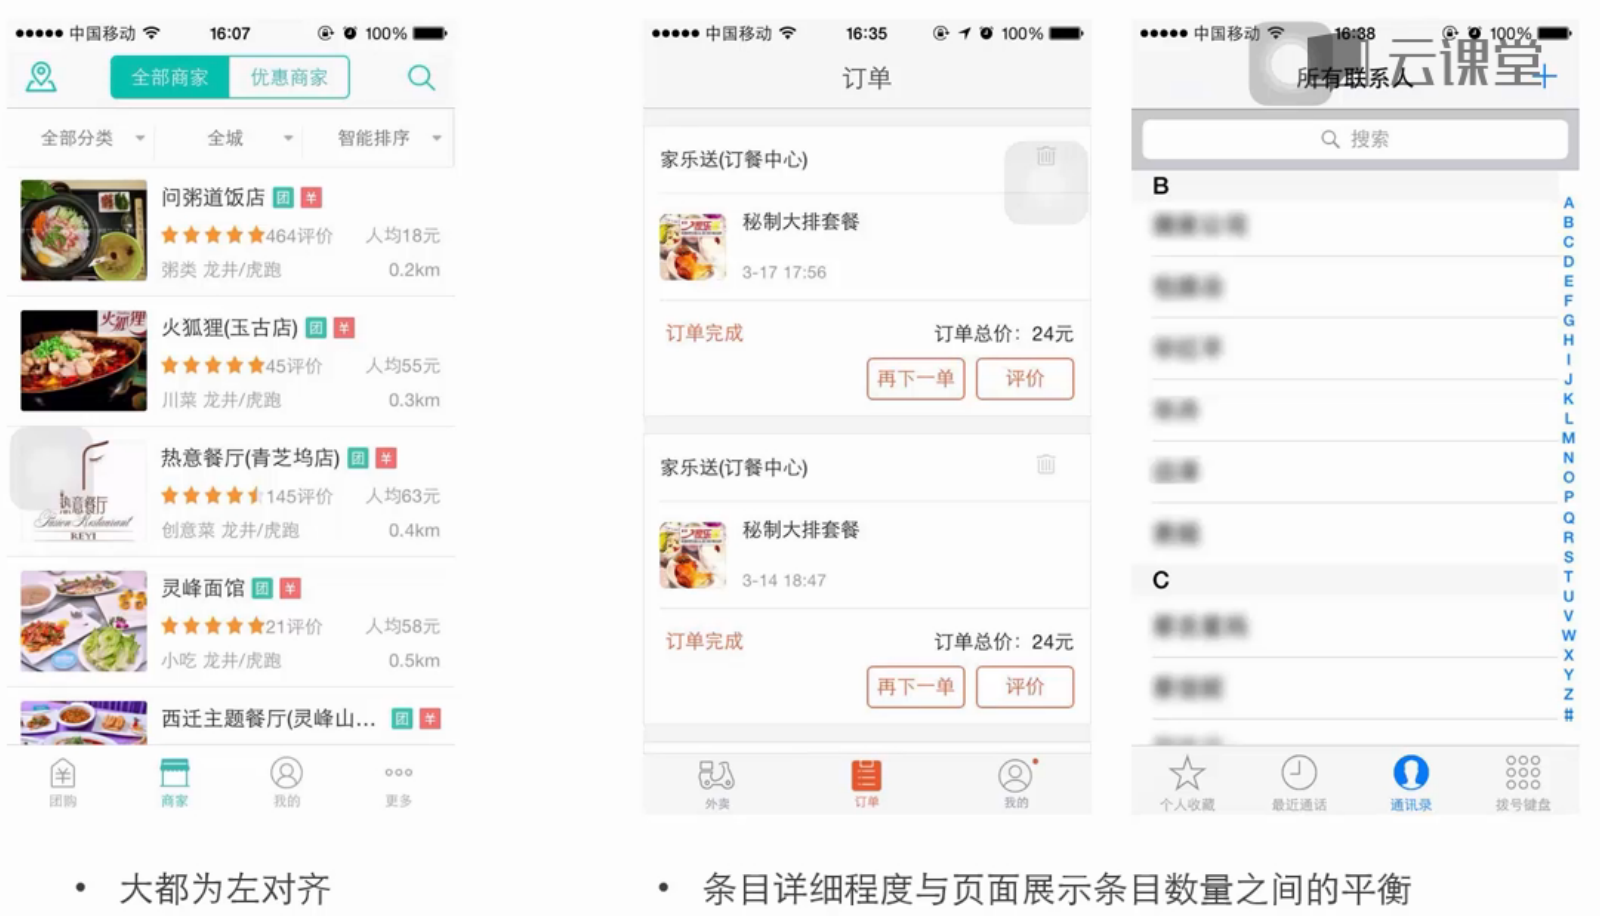 中国移动 16:07 100%
全部商家 优惠商家
全部分类 全城 智能排序
问粥道饭店 团 ¥
464评价 人均18元
粥类 龙井/虎跑 0.2km
火狐狸
火狐狸(玉古店) 团 ¥
45评价 人均55元
川菜 龙井/虎跑 0.3km
热意餐厅
Fusion Restaurant
REYI
热意餐厅(青芝坞店) 团 ¥
145评价 人均63元
创意菜 龙井/虎跑 0.4km
灵峰面馆 团 ¥
21评价 人均58元
小吃 龙井/虎跑 0.5km
西迁主题餐厅(灵峰山... 团 ¥
团购 商家 我的 更多
大都为左对齐
中国移动 16:35 100%
订单
家乐送(订餐中心)
秘制大排套餐
3-17 17:56
订单完成 订单总价：24元
再下一单 评价
家乐送(订餐中心)
秘制大排套餐
3-14 18:47
订单完成 订单总价：24元
再下一单 评价
外卖 订单 我的
中国移动 16:38 100%
云课堂
所有联系人 +
搜索
B
C
A
B
C
D
E
F
G
H
I
J
K
L
M
N
O
P
Q
R
S
T
U
V
W
X
Y
Z
#
个人收藏 最近通话 通讯录 拨号键盘
条目详细程度与页面展示条目数量之间的平衡